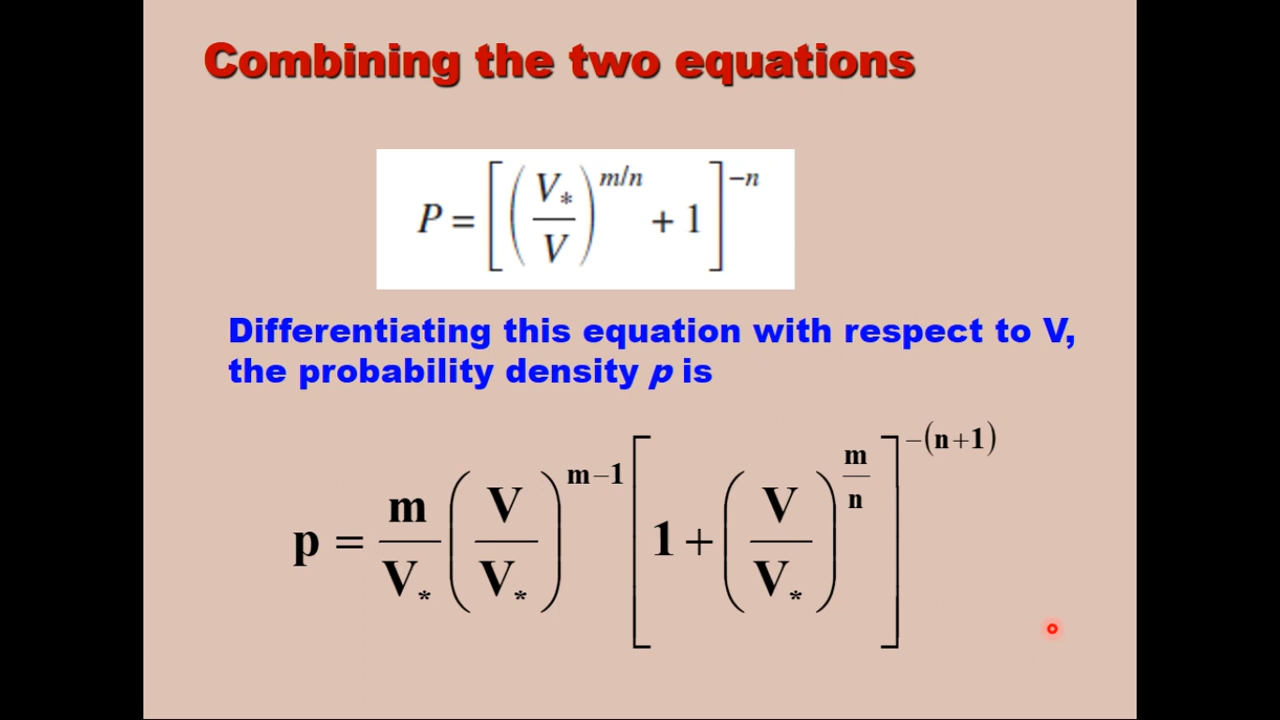 Combining the two equations
P = [(V*/V)^{m/n} + 1]^{-n}
Differentiating this equation with respect to V,
the probability density p is
p = m/V* (V/V*)^{m-1} [1 + (V/V*)^{m/n}]^{-(n+1)}